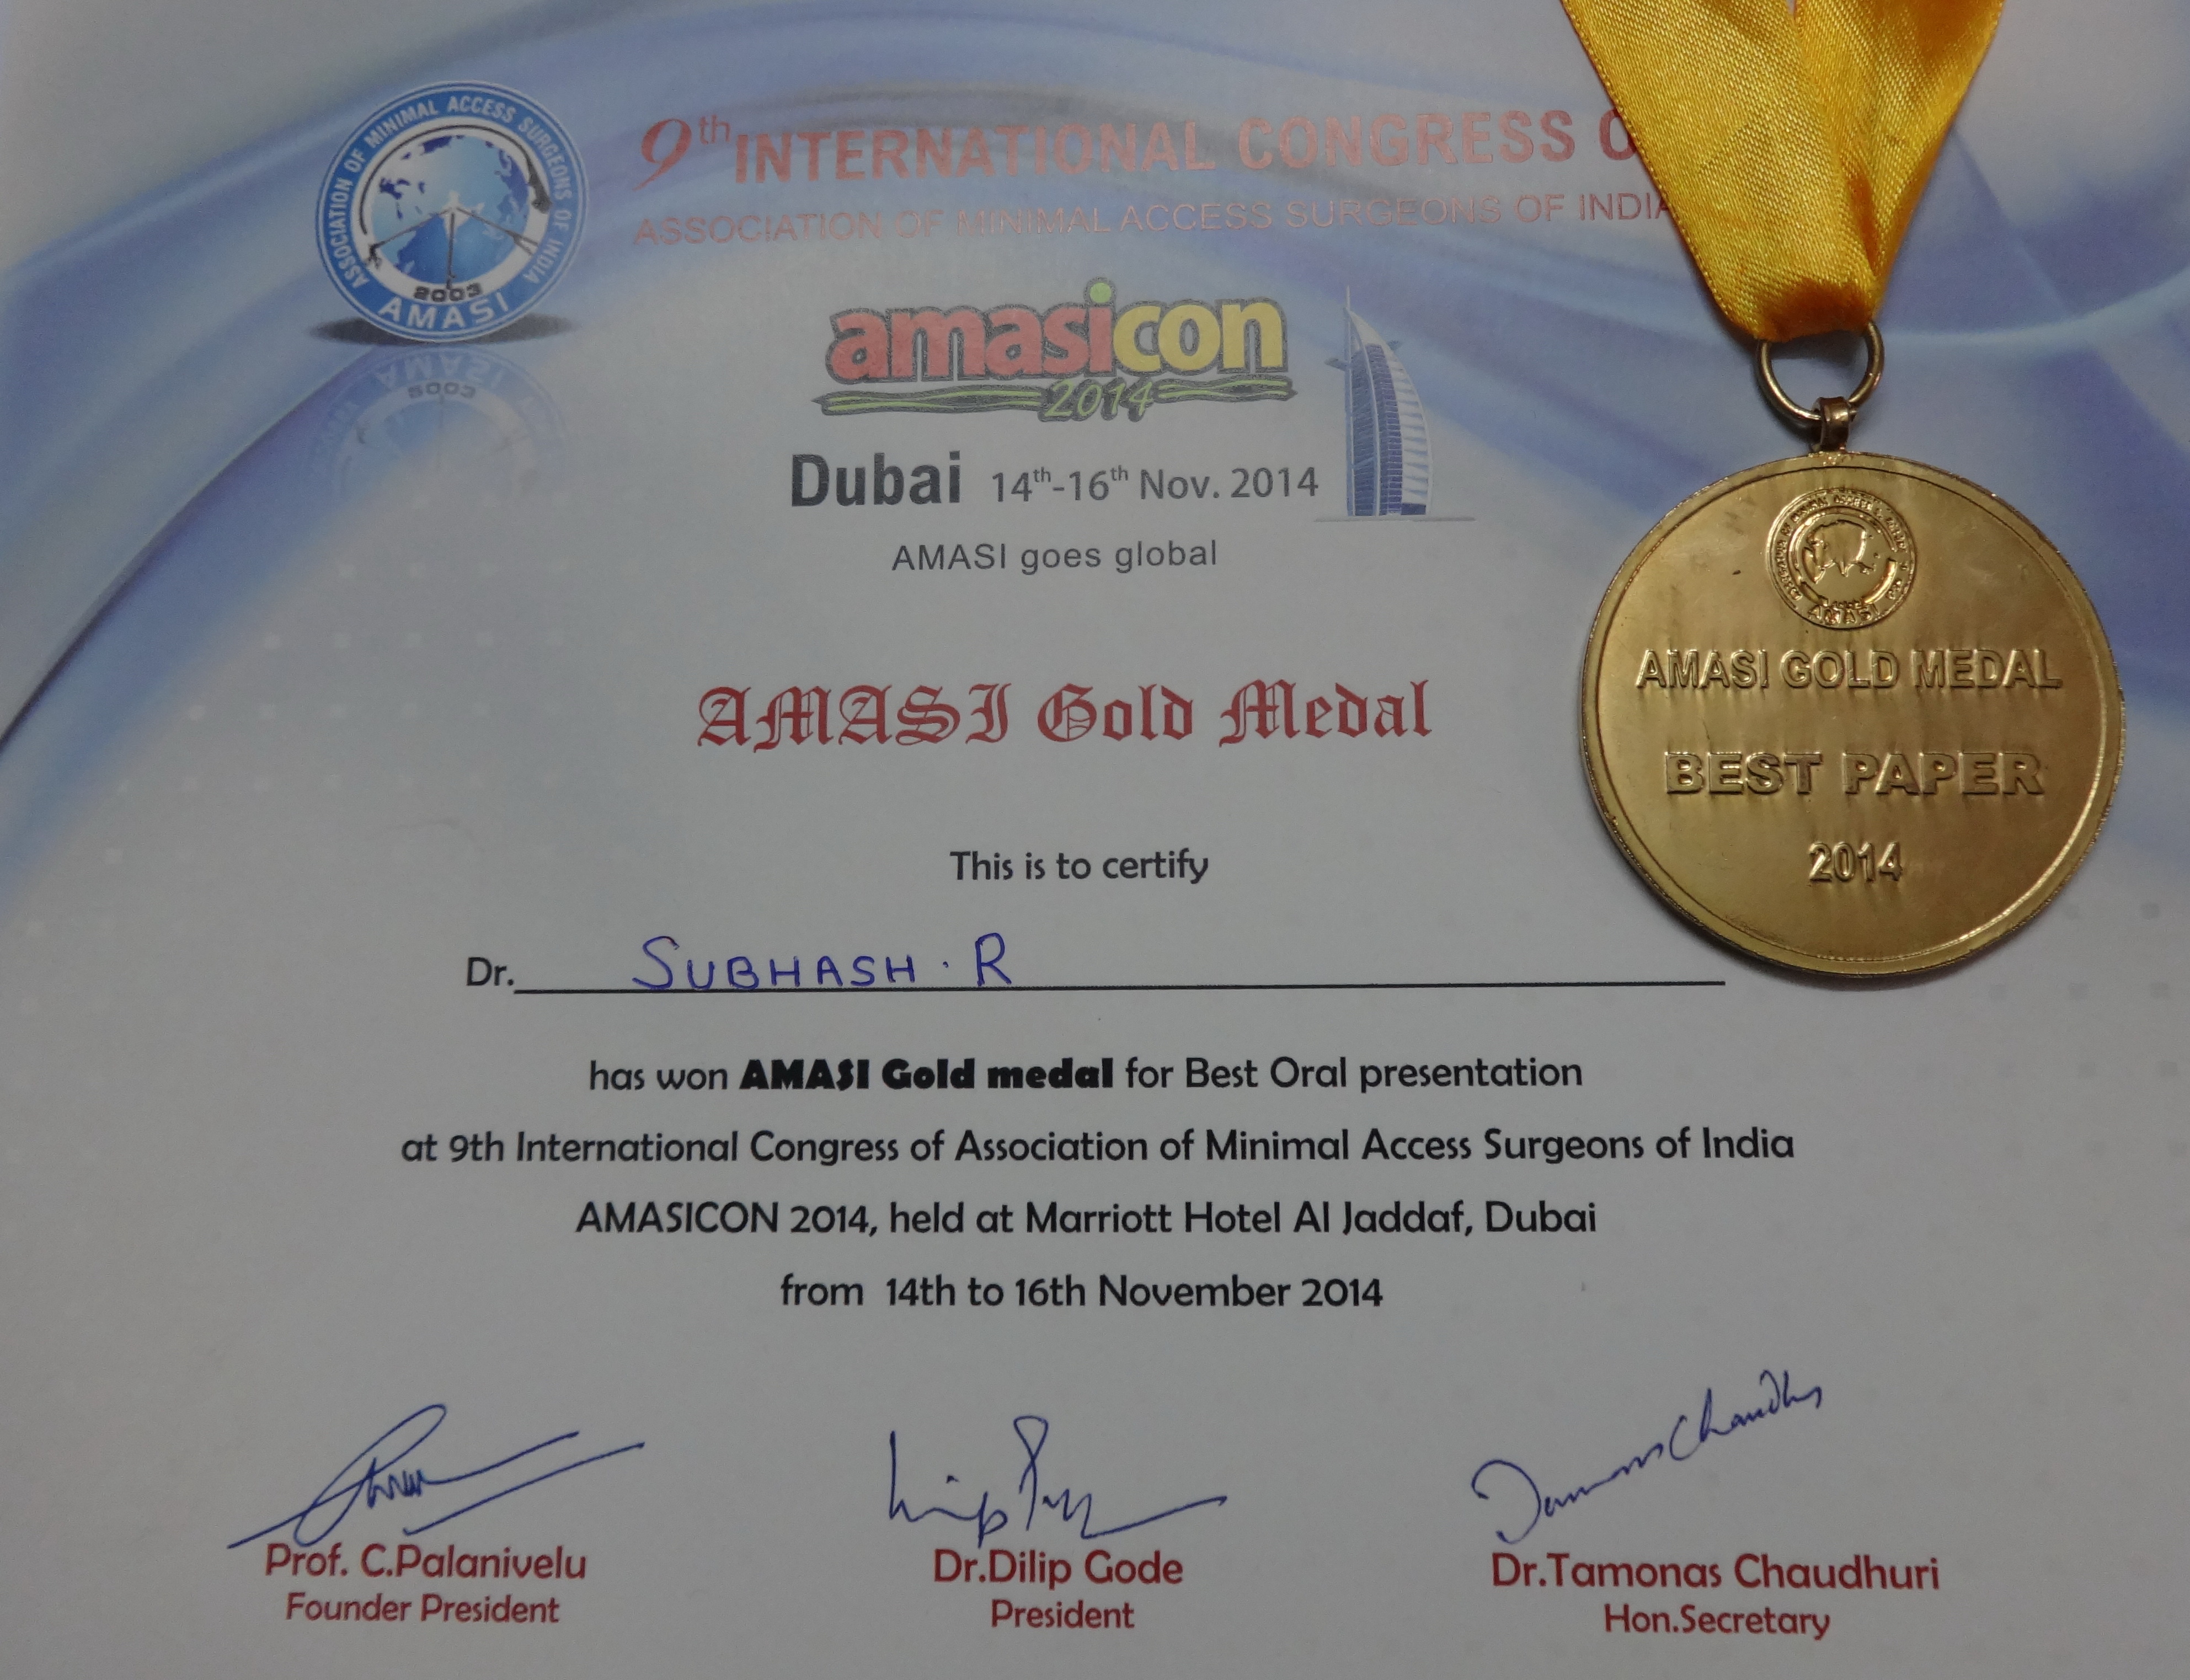 ASSOCIATION OF MINIMAL ACCESS SURGEONS OF INDIA
2003
AMASI
9th INTERNATIONAL CONGRESS O
ASSOCIATION OF MINIMAL ACCESS SURGEONS OF INDIA
amasicon
2014
Dubai 14th-16th Nov. 2014
AMASI goes global
AMASI Gold Medal
This is to certify
Dr. SUBHASH . R
has won AMASI Gold medal for Best Oral presentation
at 9th International Congress of Association of Minimal Access Surgeons of India
AMASICON 2014, held at Marriott Hotel Al Jaddaf, Dubai
from 14th to 16th November 2014
Prof. C.Palanivelu
Founder President
Dr.Dilip Gode
President
Tamonas Chaudhuri
Dr.Tamonas Chaudhuri
Hon.Secretary
AMASI
AMASI GOLD MEDAL
BEST PAPER
2014